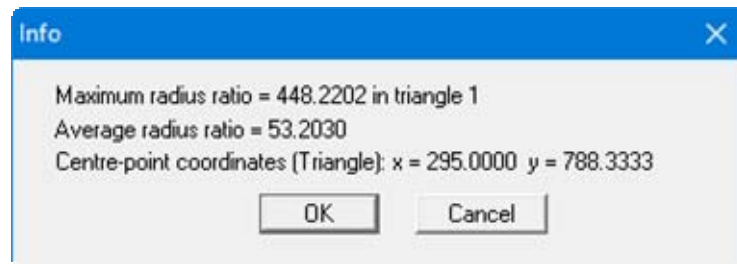 Info
Maximum radius ratio = 448.2202 in triangle 1
Average radius ratio = 53.2030
Centre-point coordinates (Triangle): x = 295.0000 y = 788.3333
OK Cancel